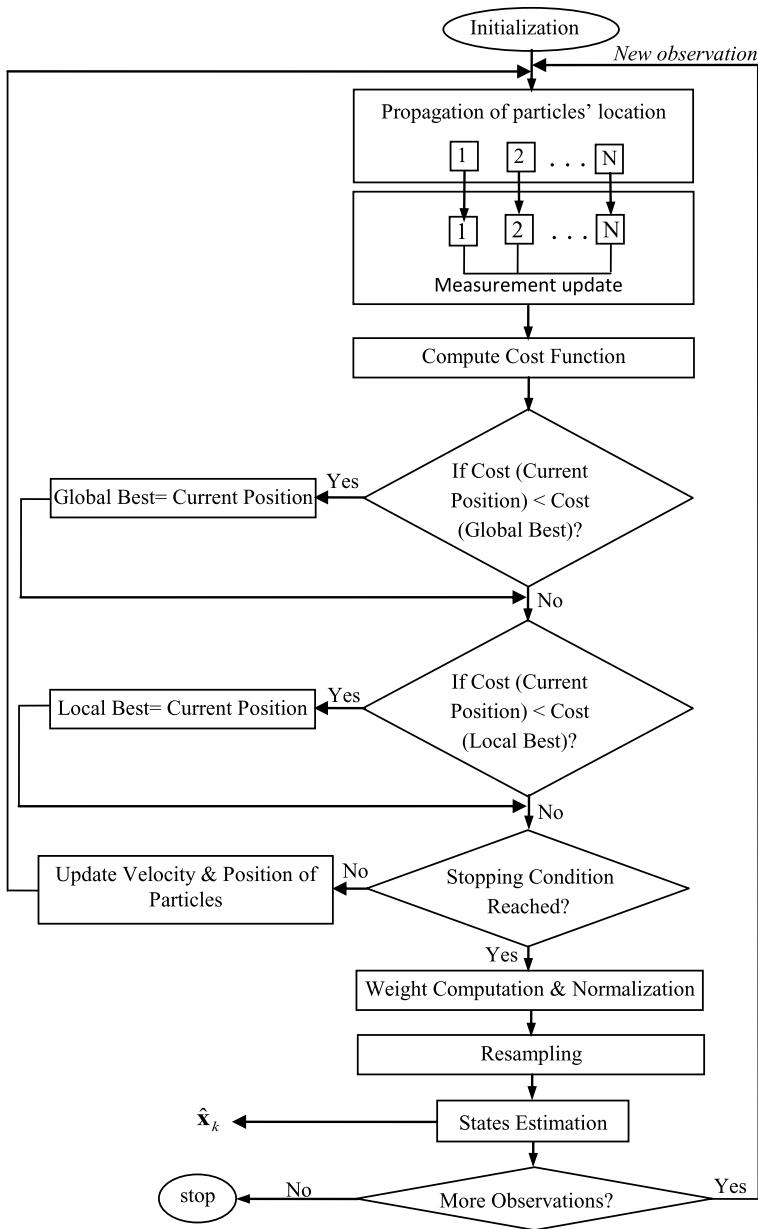 Initialization
New observation
Propagation of particles’ location
1 2 . . . N
1 2 . . . N
Measurement update
Compute Cost Function
If Cost (Current
Position) < Cost
(Global Best)?
Yes
Global Best= Current Position
No
If Cost (Current
Position) < Cost
(Local Best)?
Yes
Local Best= Current Position
No
Stopping Condition
Reached?
No
Update Velocity & Position of
Particles
Yes
Weight Computation & Normalization
Resampling
States Estimation
x̂k
More Observations?
No
stop
Yes